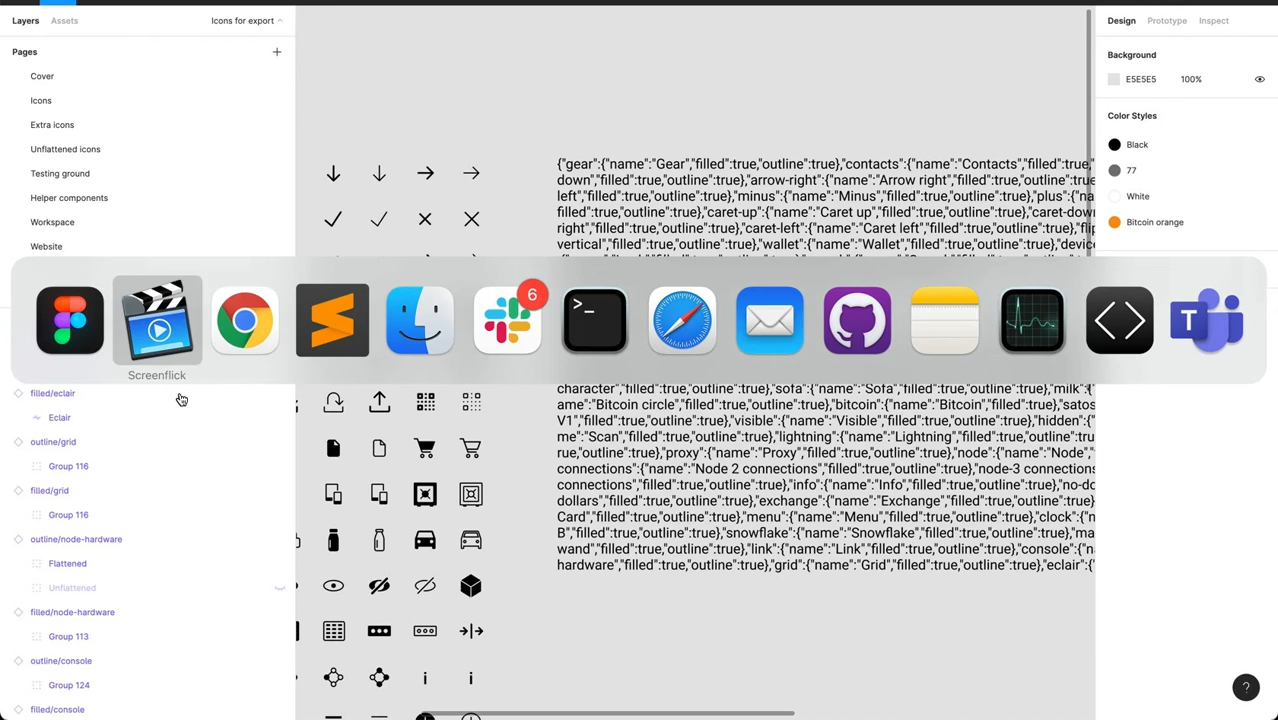 Layers
Assets
Icons for export
Design
Prototype
Inspect
Pages
Cover
Icons
Extra icons
Unflattened icons
Testing ground
Helper components
Workspace
Website
Background
E5E5E5
100%
Color Styles
Black
77
White
Bitcoin orange
{"gear":{"name":"Gear","filled":true,"outline":true},"contacts":{"name":"Contacts","filled":true,
down","filled":true,"outline":true},"arrow-right":{"name":"Arrow right","filled":true,"outline":
left","filled":true,"outline":true},"minus":{"name":"Minus","filled":true,"outline":true},"plus":{
filled":true,"outline":true},"caret-up":{"name":"Caret up","filled":true,"outline":true},"caret-dow
right","filled":true,"outline":true},"caret-left":{"name":"Caret left","filled":true,"outline":true},"flip
vertical","filled":true,"outline":true},"wallet":{"name":"Wallet","filled":true,"outline":true},"device
6
>_
T
Screenflick
filled/eclair
Eclair
outline/grid
Group 116
filled/grid
Group 116
outline/node-hardware
Flattened
Unflattened
filled/node-hardware
Group 113
outline/console
Group 124
filled/console
character","filled":true,"outline":true},"sofa":{"name":"Sofa","filled":true,"outline":true},"milk":{
ame":"Bitcoin circle","filled":true,"outline":true},"bitcoin":{"name":"Bitcoin","filled":true,"outline":true},"satos
V1","filled":true,"outline":true},"visible":{"name":"Visible","filled":true,"outline":true},"hidden":{
me":"Scan","filled":true,"outline":true},"lightning":{"name":"Lightning","filled":true,"outline":t
rue,"outline":true},"proxy":{"name":"Proxy","filled":true,"outline":true},"node":{"name":"Node",
connections":{"name":"Node 2 connections","filled":true,"outline":true},"node-3 connections
connections","filled":true,"outline":true},"info":{"name":"Info","filled":true,"outline":true},"no-do
dollars","filled":true,"outline":true},"exchange":{"name":"Exchange","filled":true,"outline":true},
Card","filled":true,"outline":true},"menu":{"name":"Menu","filled":true,"outline":true},"clock":{"n
B","filled":true,"outline":true},"snowflake":{"name":"Snowflake","filled":true,"outline":true},"ma
wand","filled":true,"outline":true},"link":{"name":"Link","filled":true,"outline":true},"console":{"n
hardware","filled":true,"outline":true},"grid":{"name":"Grid","filled":true,"outline":true},"eclair":{"
?